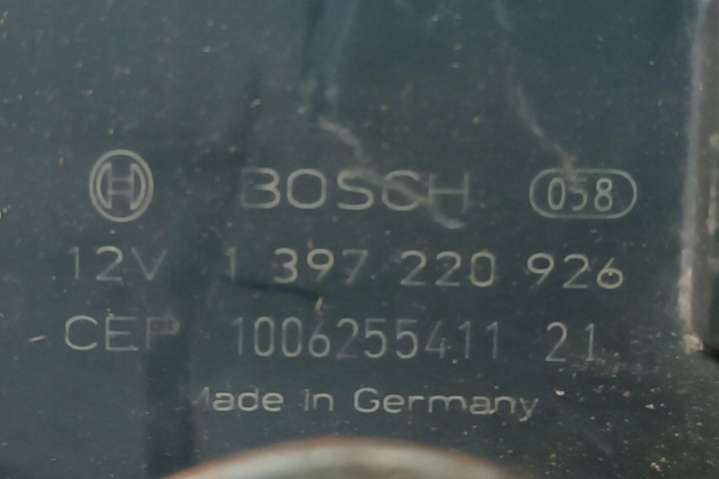 BOSCH 058
12V 1 397 220 926
CEP 1006255411 21
Made in Germany